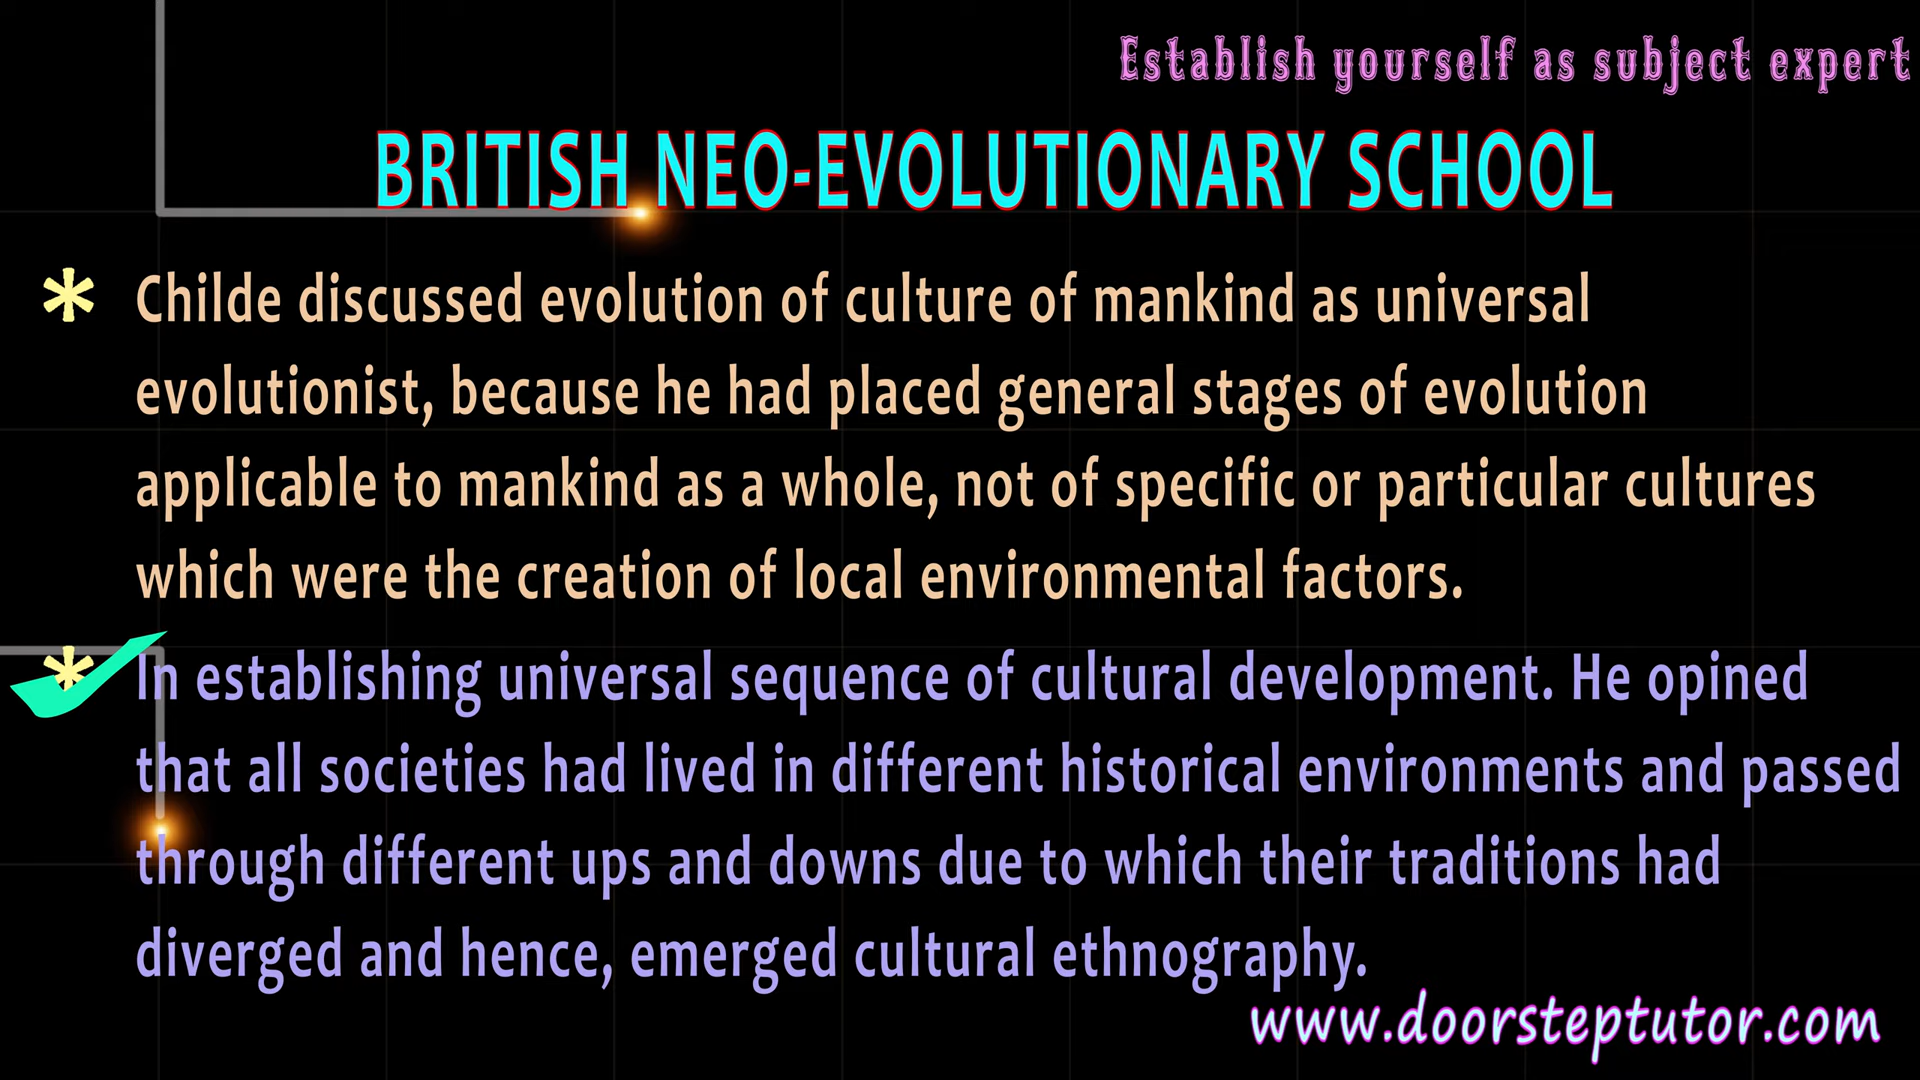 Establish yourself as subject expert
BRITISH NEO-EVOLUTIONARY SCHOOL
* Childe discussed evolution of culture of mankind as universal
evolutionist, because he had placed general stages of evolution
applicable to mankind as a whole, not of specific or particular cultures
which were the creation of local environmental factors.
* In establishing universal sequence of cultural development. He opined
that all societies had lived in different historical environments and passed
through different ups and downs due to which their traditions had
diverged and hence, emerged cultural ethnography.
www.doorsteptutor.com